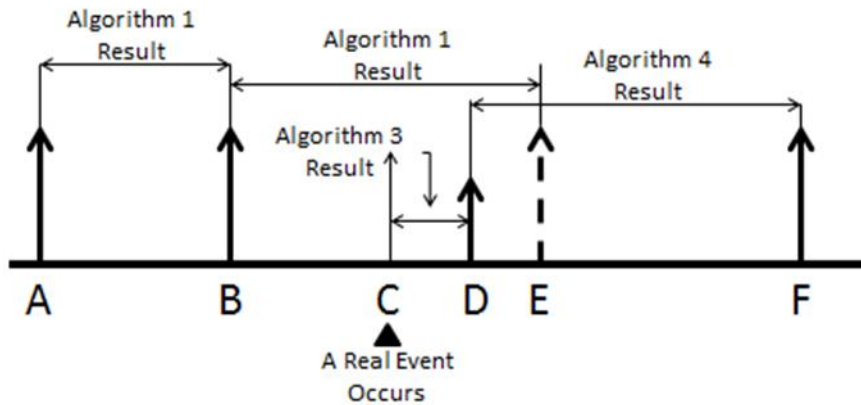 Algorithm 1
Result
Algorithm 1
Result
Algorithm 4
Result
Algorithm 3
Result
A B C D E F
A Real Event
Occurs